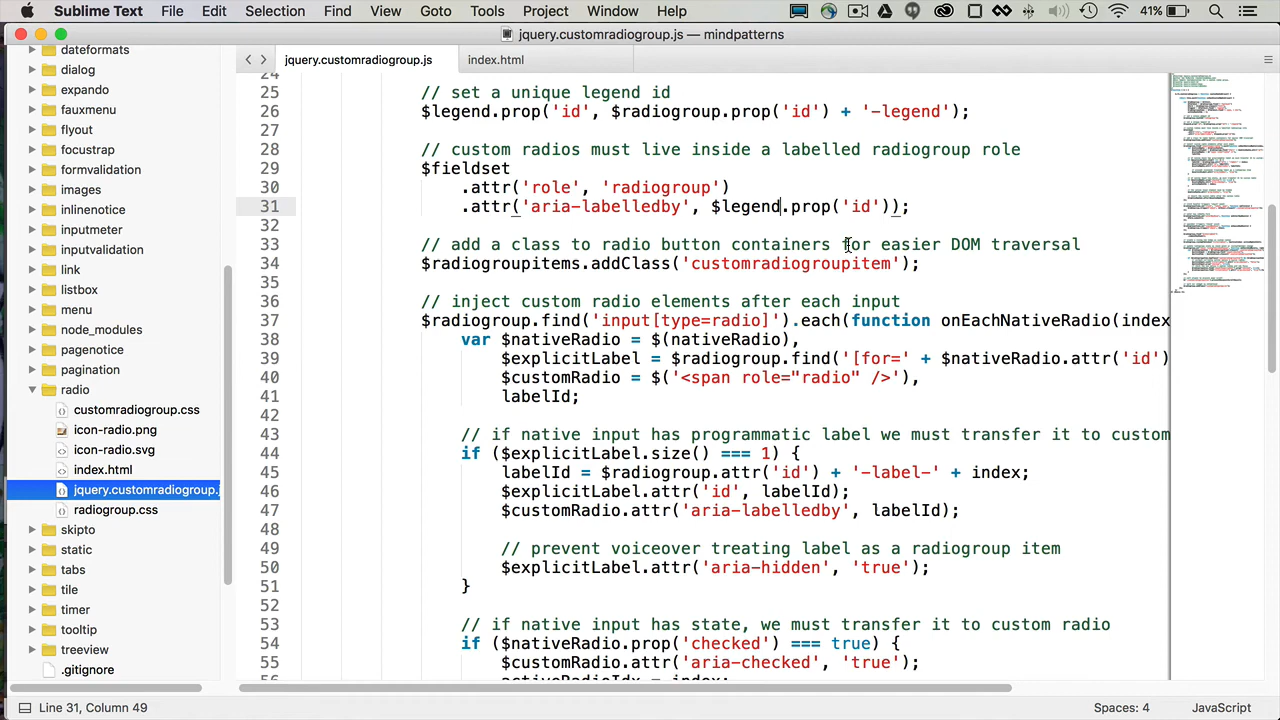 Sublime Text File Edit Selection Find View Goto Tools Project Window Help 41%
jquery.customradiogroup.js — mindpatterns
dateformats
dialog
expando
fauxmenu
flyout
focustrap
formvalidation
images
inlinenotice
inputmeter
inputvalidation
link
listbox
menu
node_modules
pagenotice
pagination
radio
customradiogroup.css
icon-radio.png
icon-radio.svg
index.html
jquery.customradiogroup.j
radiogroup.css
skipto
static
tabs
tile
timer
tooltip
treeview
.gitignore
jquery.customradiogroup.js index.html
24
25 // set a unique legend id
26 $legend.prop('id', $radiogroup.prop('id') + '-legend');
27
28 // custom radios must live inside a labelled radiogroup role
29 $fieldset
30 .attr('role', 'radiogroup')
31 .attr('aria-labelledby', $legend.prop('id'));
32
33 // add a class to radio button containers for easier DOM traversal
34 $radiogroupItems.addClass('customradiogroupitem');
35
36 // inject custom radio elements after each input
37 $radiogroup.find('input[type=radio]').each(function onEachNativeRadio(index
38 var $nativeRadio = $(nativeRadio),
39 $explicitLabel = $radiogroup.find('[for=' + $nativeRadio.attr('id')
40 $customRadio = $('<span role="radio" />'),
41 labelId;
42
43 // if native input has programmatic label we must transfer it to custom
44 if ($explicitLabel.size() === 1) {
45 labelId = $radiogroup.attr('id') + '-label-' + index;
46 $explicitLabel.attr('id', labelId);
47 $customRadio.attr('aria-labelledby', labelId);
48
49 // prevent voiceover treating label as a radiogroup item
50 $explicitLabel.attr('aria-hidden', 'true');
51 }
52
53 // if native input has state, we must transfer it to custom radio
54 if ($nativeRadio.prop('checked') === true) {
55 $customRadio.attr('aria-checked', 'true');
56 activeRadioIdx = index;
Line 31, Column 49 Spaces: 4 JavaScript